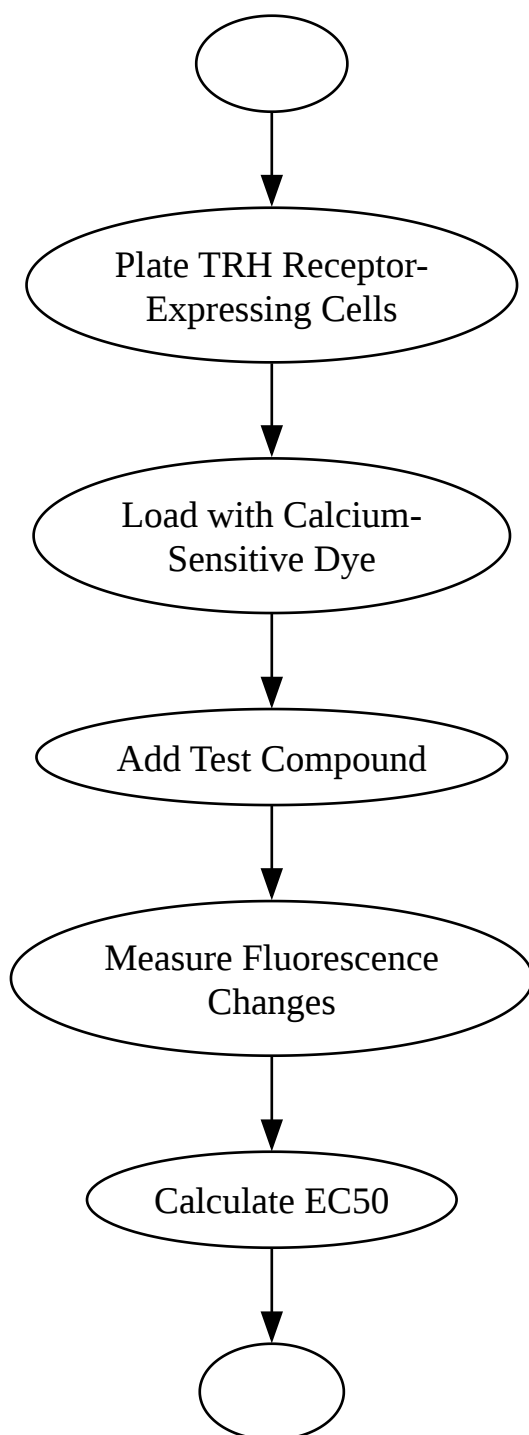 Plate TRH Receptor-
Expressing Cells
Load with Calcium-
Sensitive Dye
Add Test Compound
Measure Fluorescence
Changes
Calculate EC50